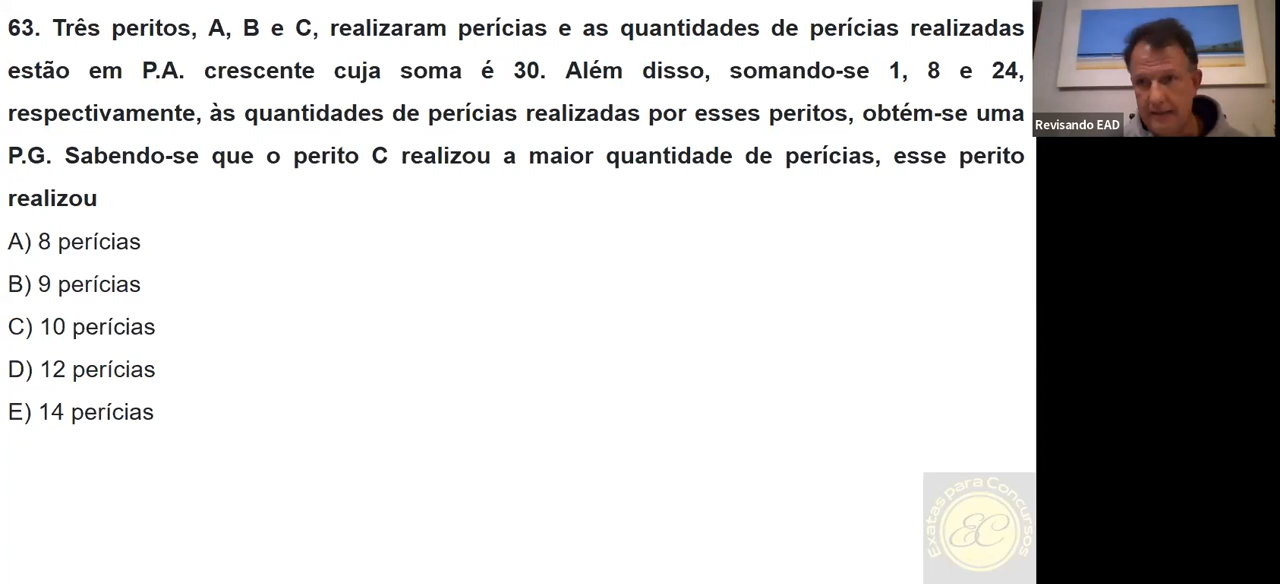 63. Três peritos, A, B e C, realizaram perícias e as quantidades de perícias realizadas
estão em P.A. crescente cuja soma é 30. Além disso, somando-se 1, 8 e 24,
respectivamente, às quantidades de perícias realizadas por esses peritos, obtém-se uma
P.G. Sabendo-se que o perito C realizou a maior quantidade de perícias, esse perito
realizou
A) 8 perícias
B) 9 perícias
C) 10 perícias
D) 12 perícias
E) 14 perícias
Revisando EAD
Exatas para Concursos
EC